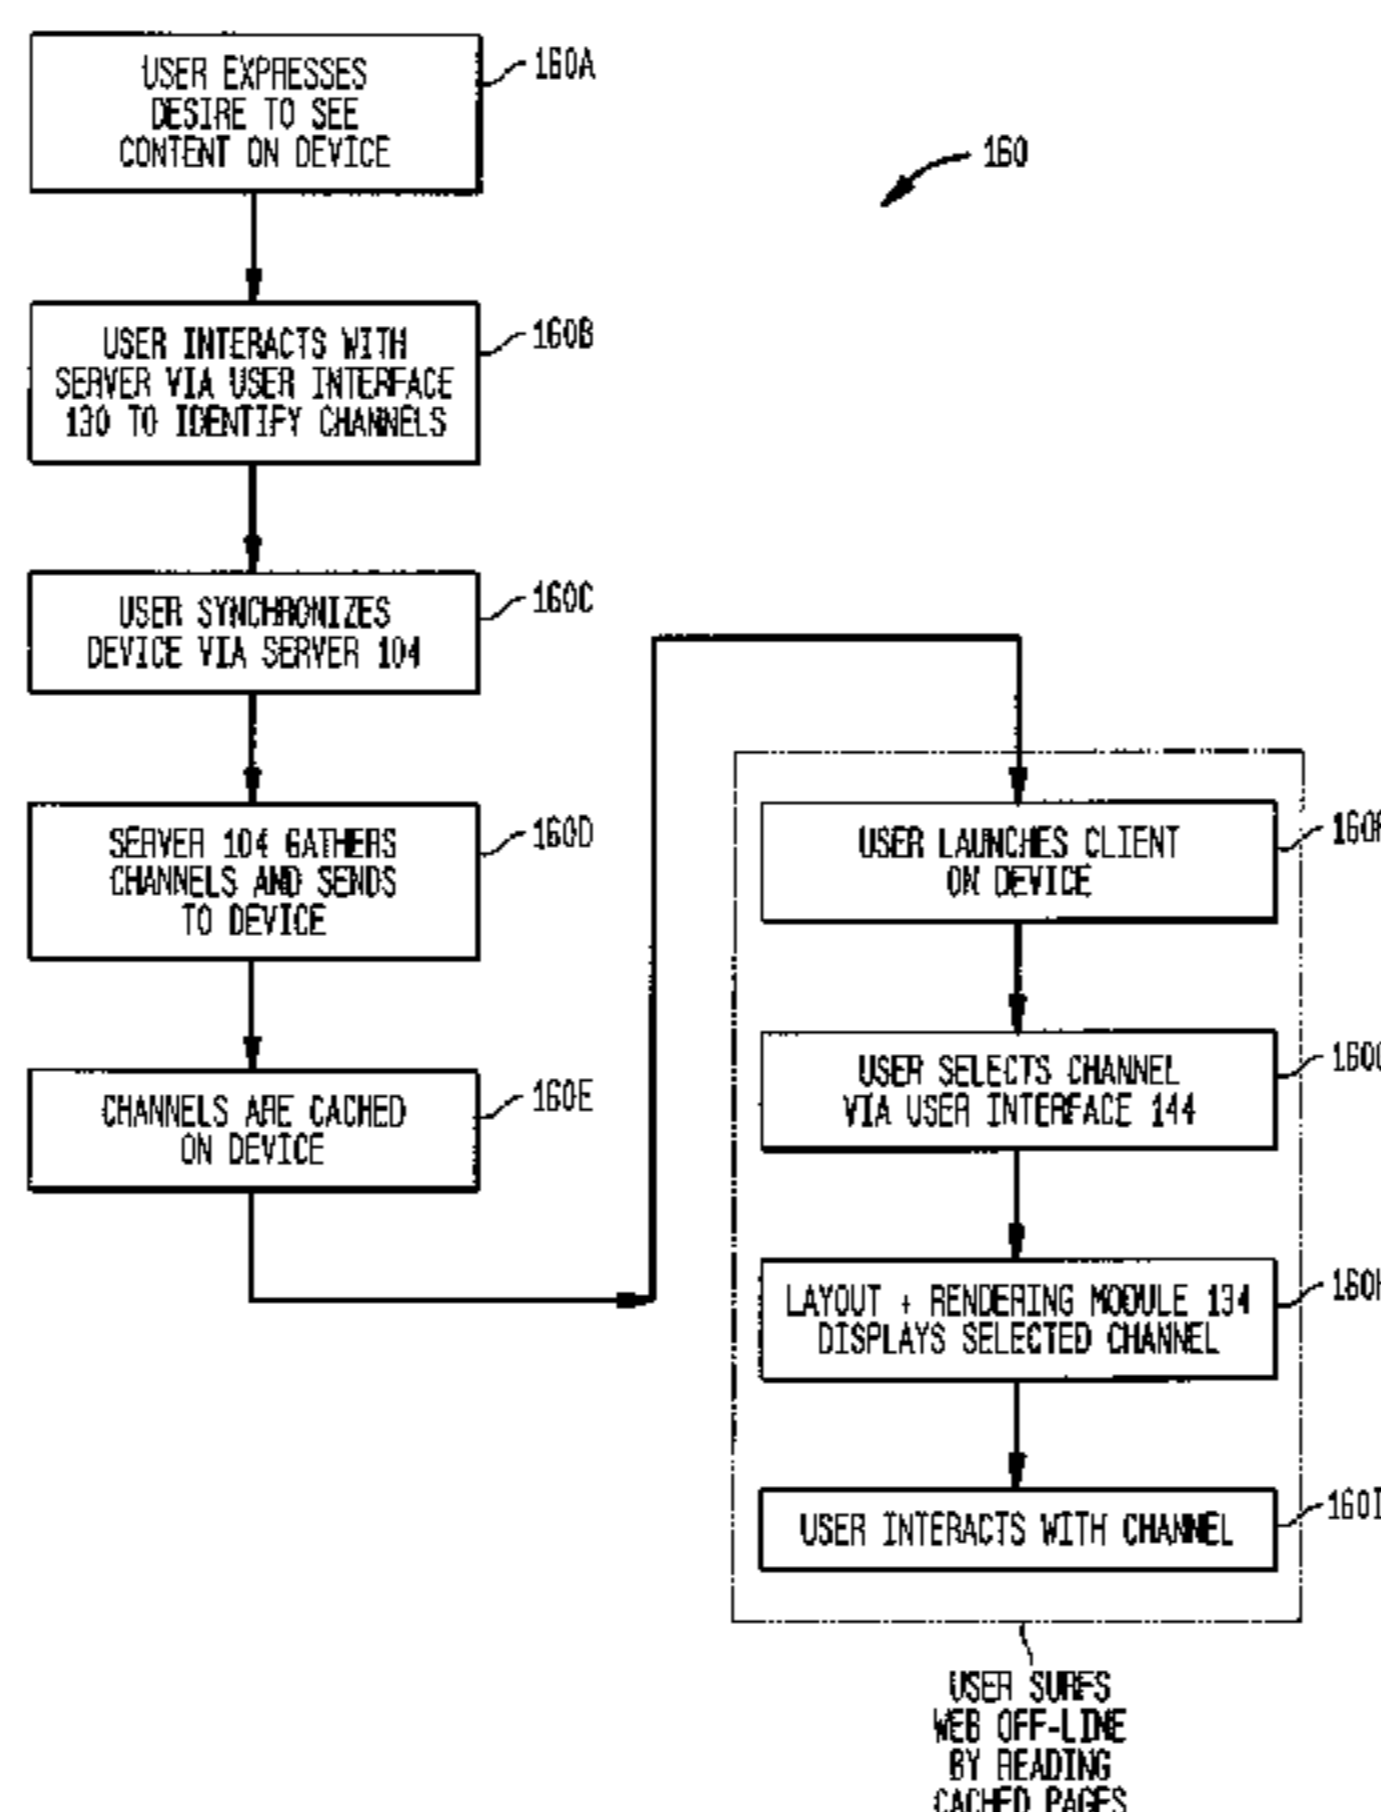 USER EXPRESSES
DESIRE TO SEE
CONTENT ON DEVICE
160A
160
USER INTERACTS WITH
SERVER VIA USER INTERFACE
130 TO IDENTIFY CHANNELS
160B
USER SYNCHRONIZES
DEVICE VIA SERVER 104
160C
SERVER 104 GATHERS
CHANNELS AND SENDS
TO DEVICE
160D
CHANNELS ARE CACHED
ON DEVICE
160E
USER LAUNCHES CLIENT
ON DEVICE
160F
USER SELECTS CHANNEL
VIA USER INTERFACE 144
160G
LAYOUT + RENDERING MODULE 134
DISPLAYS SELECTED CHANNEL
160H
USER INTERACTS WITH CHANNEL
160I
USER SURFS
WEB OFF-LINE
BY READING
CACHED PAGES